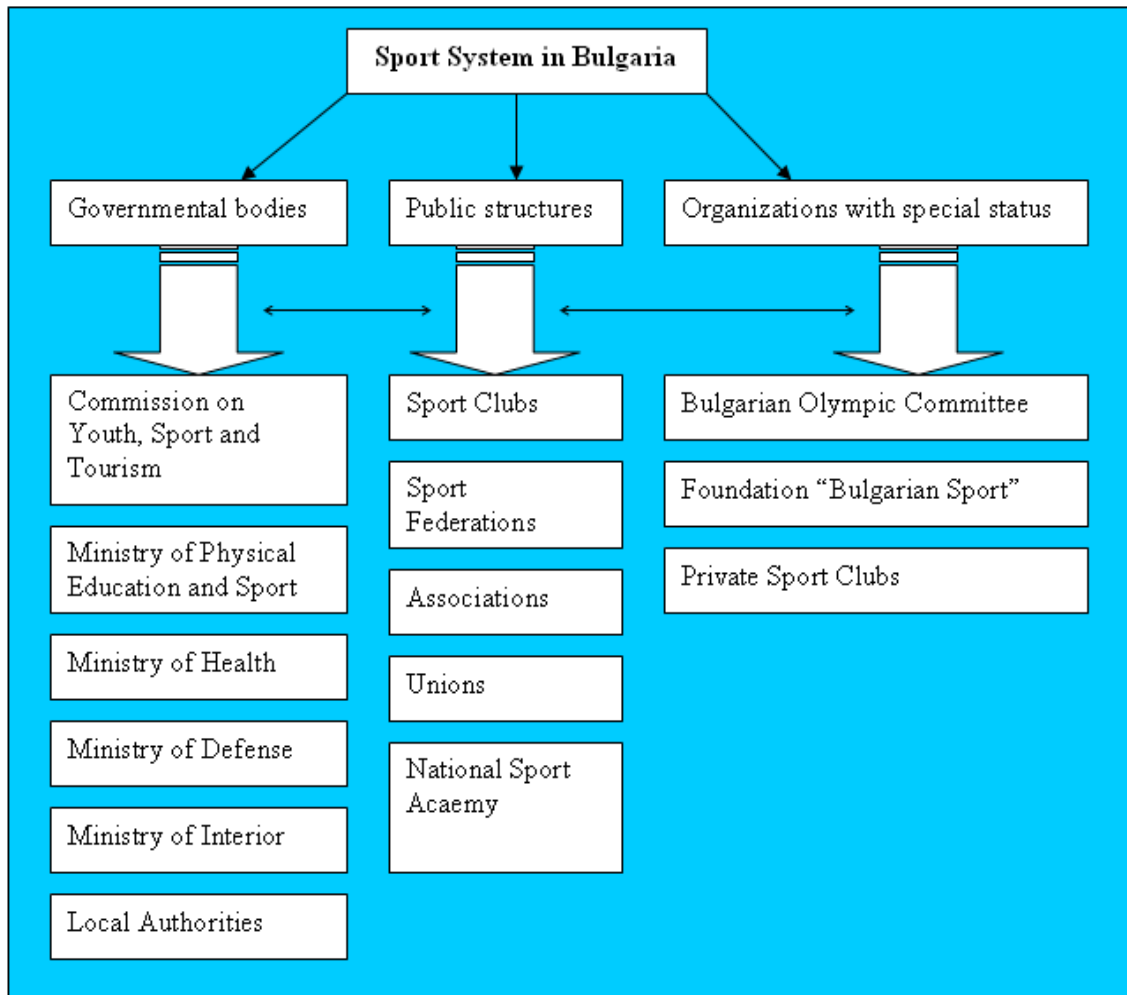 Sport System in Bulgaria
Governmental bodies
Public structures
Organizations with special status
Commission on
Youth, Sport and
Tourism
Ministry of Physical
Education and Sport
Ministry of Health
Ministry of Defense
Ministry of Interior
Local Authorities
Sport Clubs
Sport
Federations
Associations
Unions
National Sport
Acaemy
Bulgarian Olympic Committee
Foundation “Bulgarian Sport”
Private Sport Clubs